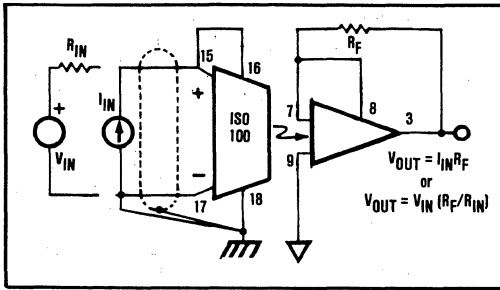 R_IN
15
16
R_F
+
I_IN
ISO
100
7
8
3
+
V_IN
9
−
17
18
V_OUT = I_IN R_F
or
V_OUT = V_IN (R_F/R_IN)